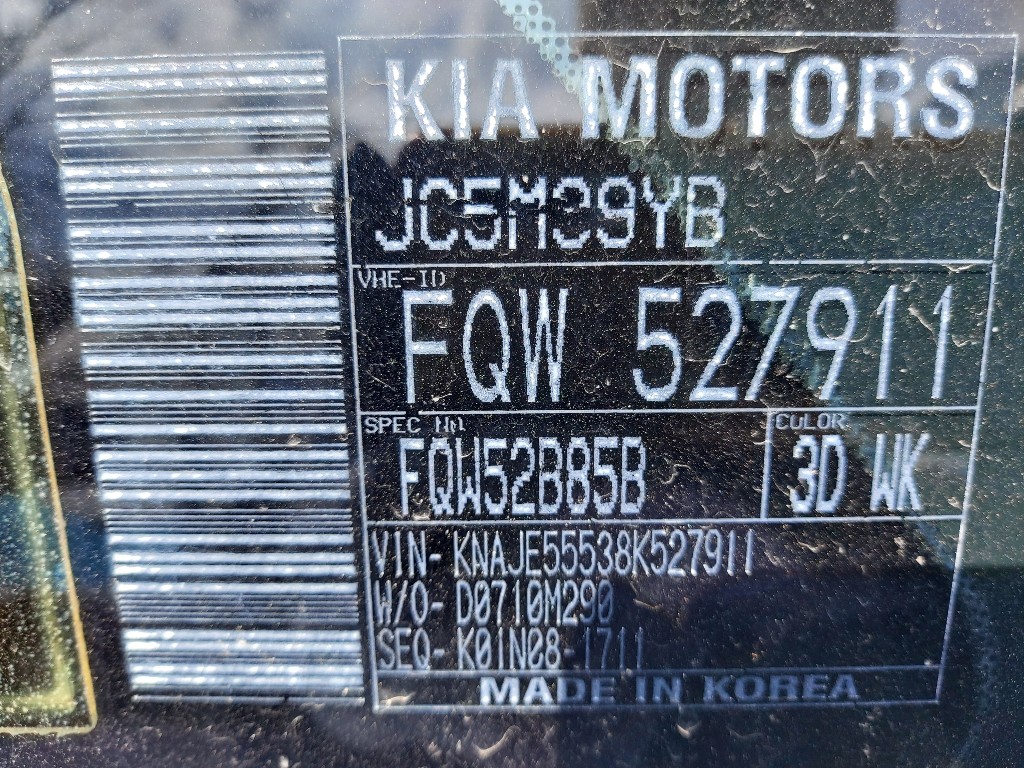 KIA MOTORS
JC5M39YB
VHE-ID
FQW 527911
SPEC No
COLOR
FQW52B85B
3D WK
VIN- KNAJE55538K527911
W/O- D0710M290
SEQ- K01N08-1711
MADE IN KOREA